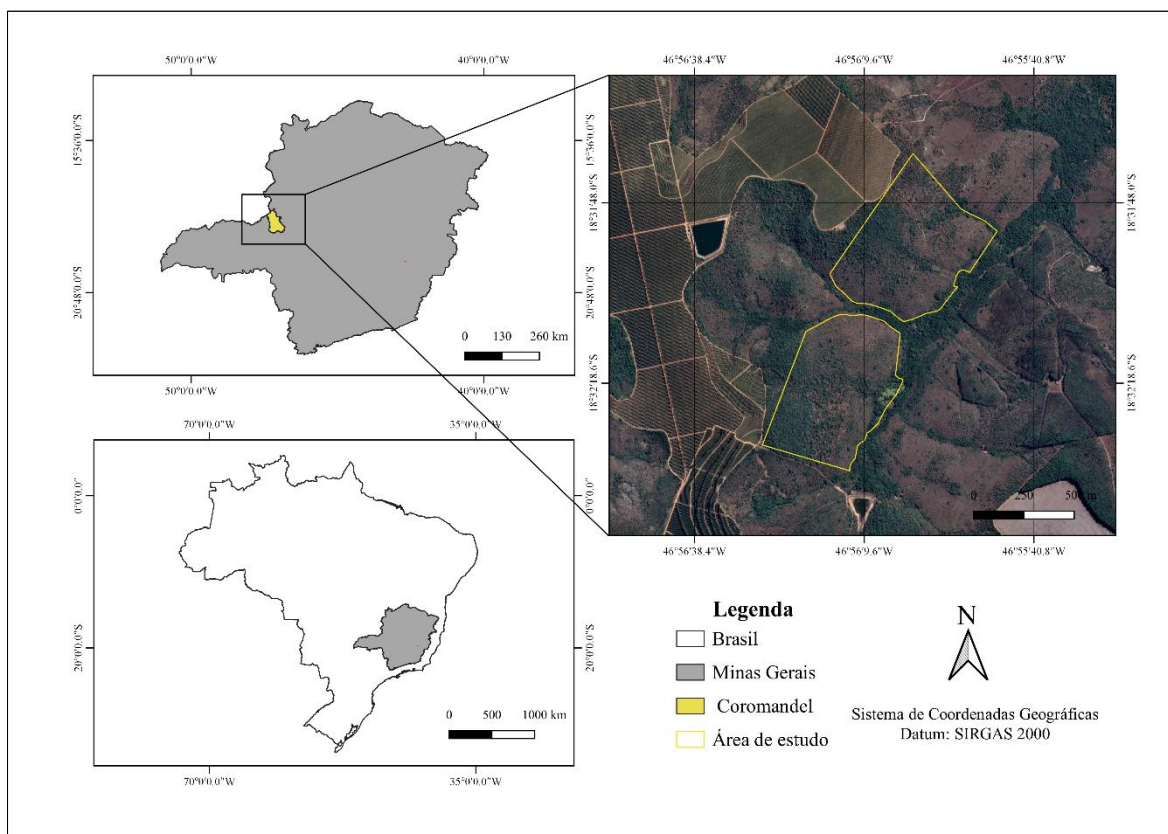 50°0'0.0"W 40°0'0.0"W
15°36'0.0"S 15°36'0.0"S
20°48'0.0"S 20°48'0.0"S
0 130 260 km
50°0'0.0"W 40°0'0.0"W
46°56'38.4"W 46°56'9.6"W 46°55'40.8"W
18°31'48.0"S 18°31'48.0"S
18°32'18.6"S 18°32'18.6"S
0 250 500 m
46°56'38.4"W 46°56'9.6"W 46°55'40.8"W
70°0'0.0"W 35°0'0.0"W
0°0'0.0"S 0°0'0.0"S
20°0'0.0"S 20°0'0.0"S
0 500 1000 km
70°0'0.0"W 35°0'0.0"W
Legenda
Brasil
Minas Gerais
Coromandel
Área de estudo
N
Sistema de Coordenadas Geográficas
Datum: SIRGAS 2000